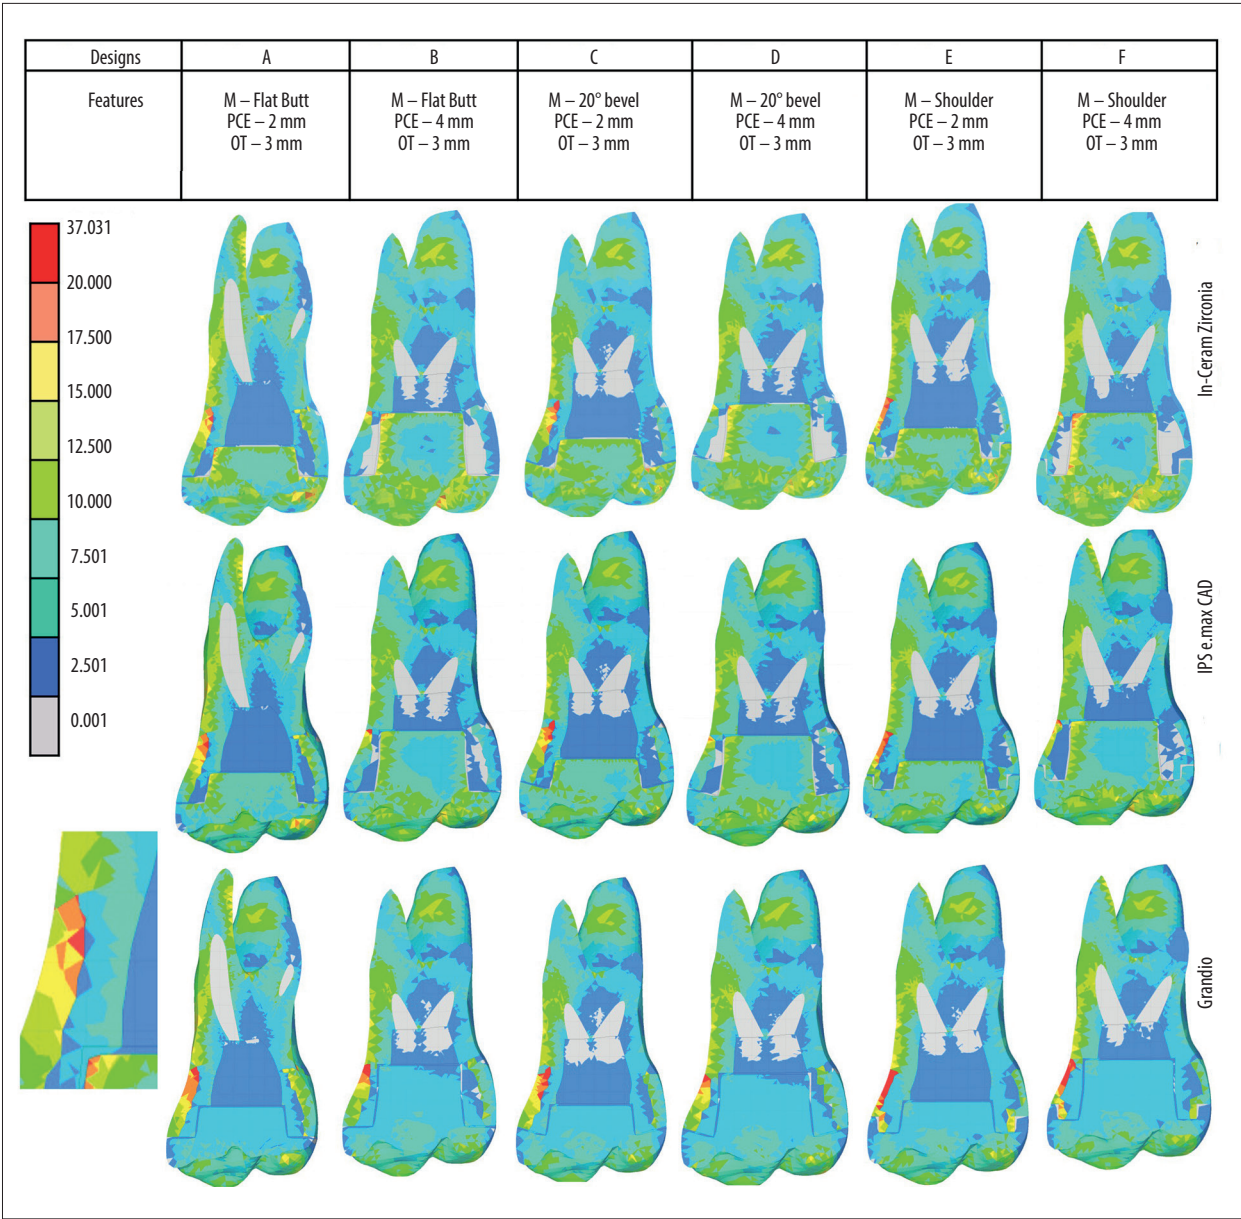 Designs A B C D E F
Features M – Flat Butt M – Flat Butt M – 20° bevel M – 20° bevel M – Shoulder M – Shoulder
PCE – 2 mm PCE – 4 mm PCE – 2 mm PCE – 4 mm PCE – 2 mm PCE – 4 mm
OT – 3 mm OT – 3 mm OT – 3 mm OT – 3 mm OT – 3 mm OT – 3 mm
37.031
20.000
17.500
15.000
12.500
10.000
7.501
5.001
2.501
0.001
In-Ceram Zirconia
IPS e.max CAD
Grandio